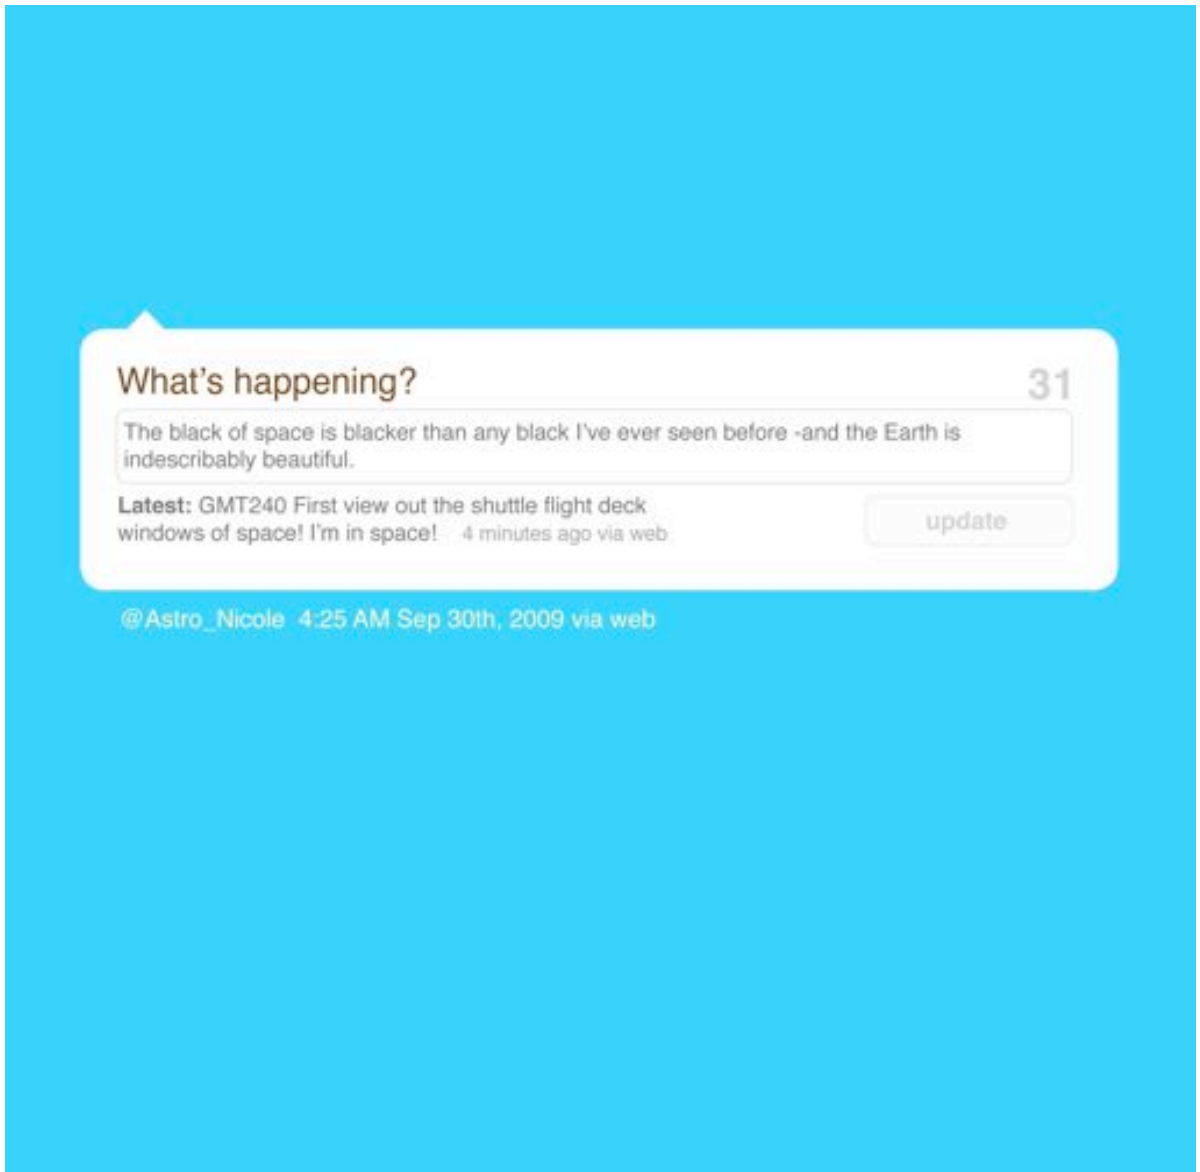 What's happening?
31
The black of space is blacker than any black I've ever seen before -and the Earth is
indescribably beautiful.
Latest: GMT240 First view out the shuttle flight deck
windows of space! I'm in space! 4 minutes ago via web
update
@Astro_Nicole 4:25 AM Sep 30th, 2009 via web